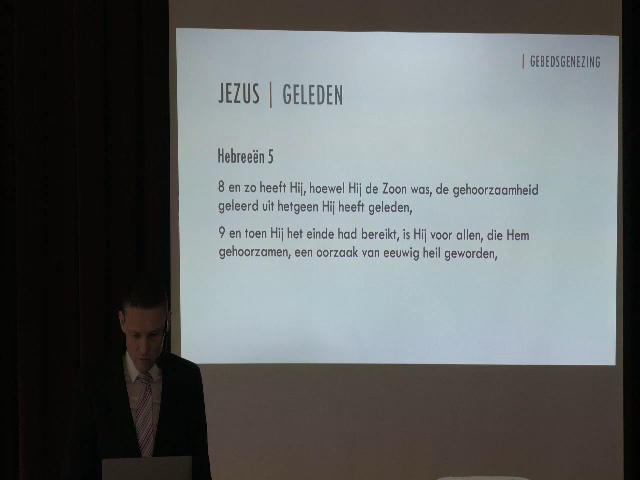 | GEBEDSGENEZING
JEZUS | GELEDEN
Hebreeën 5
8 en zo heeft Hij, hoewel Hij de Zoon was, de gehoorzaamheid
geleerd uit hetgeen Hij heeft geleden,
9 en toen Hij het einde had bereikt, is Hij voor allen, die Hem
gehoorzamen, een oorzaak van eeuwig heil geworden,